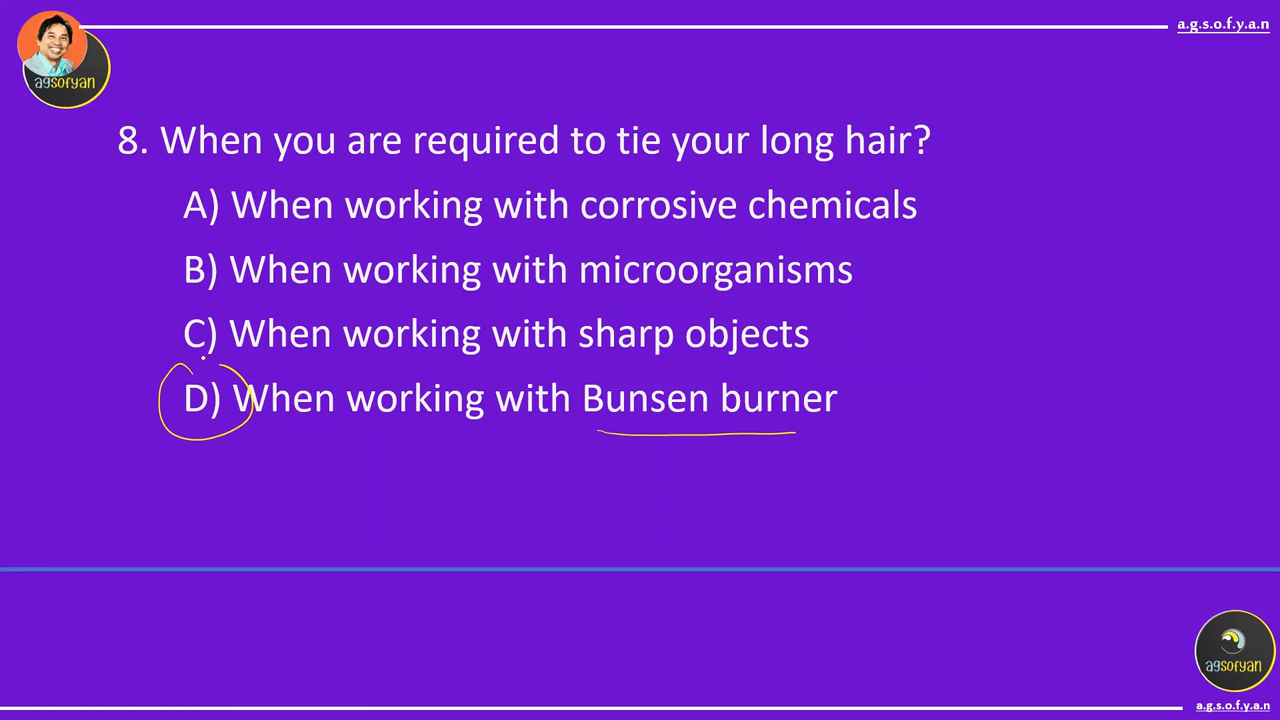 a.g.s.o.f.y.a.n
agsofyan
8. When you are required to tie your long hair?
A) When working with corrosive chemicals
B) When working with microorganisms
C) When working with sharp objects
D) When working with Bunsen burner
agsofyan
a.g.s.o.f.y.a.n